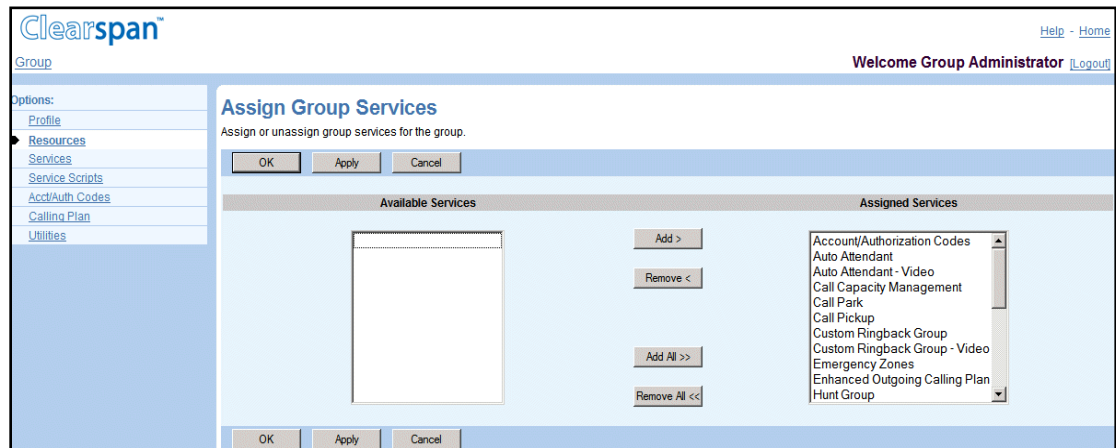 Clearspan™
Help - Home
Group
Welcome Group Administrator [Logout]
Options:
Profile
Resources
Services
Service Scripts
Acct/Auth Codes
Calling Plan
Utilities
Assign Group Services
Assign or unassign group services for the group.
OK Apply Cancel
Available Services Assigned Services
Add >
Remove <
Add All >>
Remove All <<
Account/Authorization Codes
Auto Attendant
Auto Attendant - Video
Call Capacity Management
Call Park
Call Pickup
Custom Ringback Group
Custom Ringback Group - Video
Emergency Zones
Enhanced Outgoing Calling Plan
Hunt Group
OK Apply Cancel